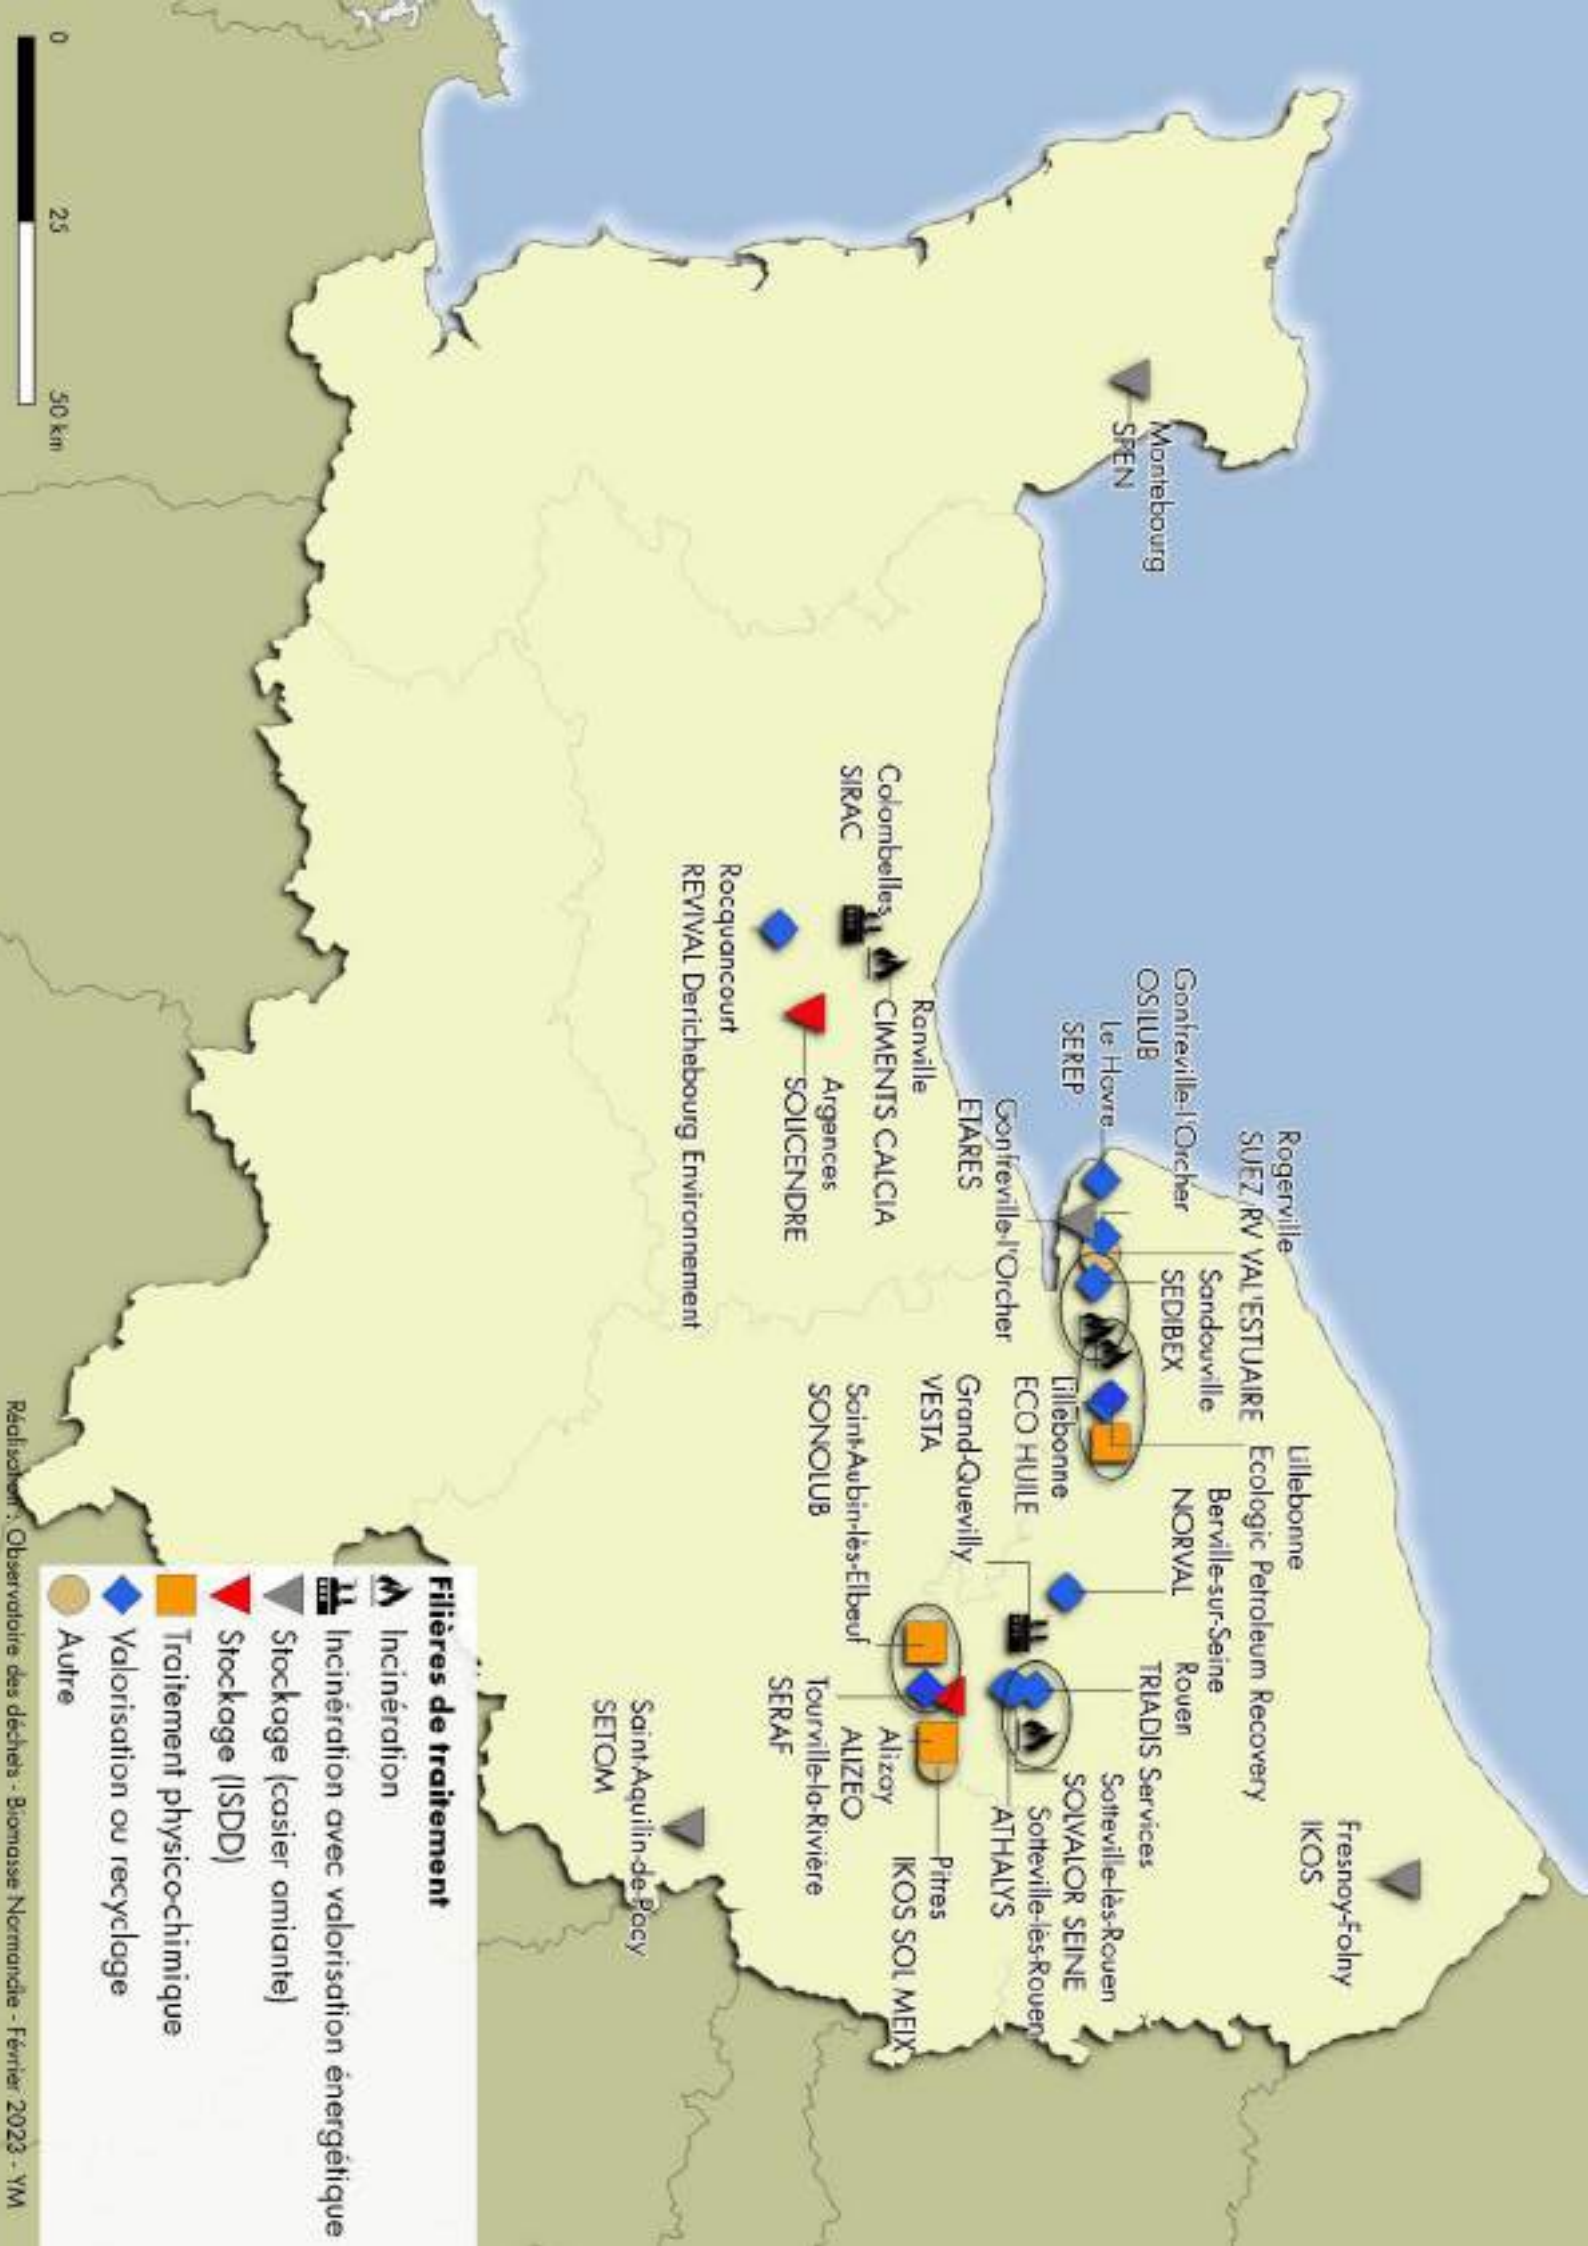 Montebourg
SPEN
Fresnoy-Folny
IKOS
Rogerville
SUEZ RV VAL'ESTUAIRE
Lillebonne
Ecologic Petroleum Recovery
Gonfreville-l'Orcher
OSILUB
Sandouville
SEDIBEX
Berville-sur-Seine
NORVAL
Rouen
TRIADIS Services
Le Havre
SEREP
Sotteville-lès-Rouen
SOLVALOR SEINE
Lillebonne
ECO HUILE
Sotteville-lès-Rouen
ATHALYS
Gonfreville-l'Orcher
ETARES
Grand-Quevilly
VESTA
Ranville
CIMENTS CALCIA
Colombelles
SIRAC
Pitres
IKOS SOL MEIX
Alizay
ALIZEO
Saint-Aubin-lès-Elbeuf
SONOLUB
Tourville-la-Rivière
SERAF
Argences
SOLICENDRE
Rocquancourt
REVIVAL Derichebourg Environnement
Saint-Aquilin-de-Pacy
SETOM
Filières de traitement
Incinération
Incinération avec valorisation énergétique
Stockage (casier amiante)
Stockage (ISDD)
Traitement physico-chimique
Valorisation ou recyclage
Autre
0 25 50 km
Réalisation : Observatoire des déchets - Biomasse Normandie - Février 2023 - YM